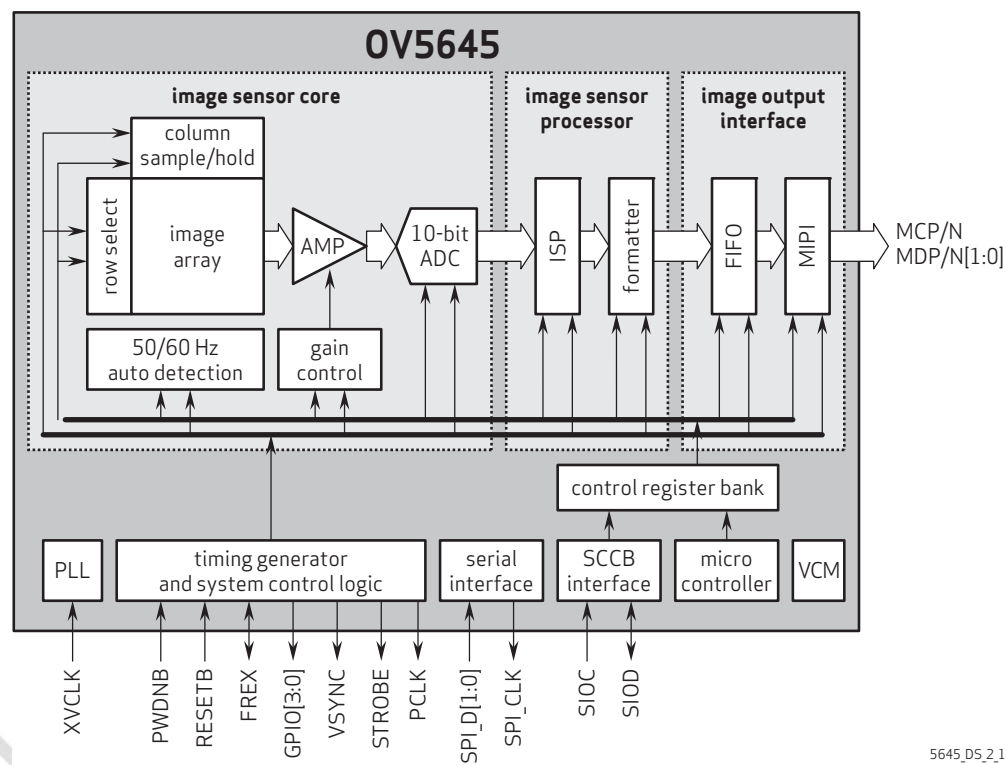 OV5645
image sensor core
image sensor
processor
image output
interface
column
sample/hold
row select
image
array
AMP
10-bit
ADC
ISP
formatter
FIFO
MIPI
MCP/N
MDP/N[1:0]
50/60 Hz
auto detection
gain
control
control register bank
PLL
timing generator
and system control logic
serial
interface
SCCB
interface
micro
controller
VCM
XVCLK
PWDNB
RESETB
FREX
GPIO[3:0]
VSYNC
STROBE
PCLK
SPI_D[1:0]
SPI_CLK
SIOC
SIOD
5645_DS_2_1